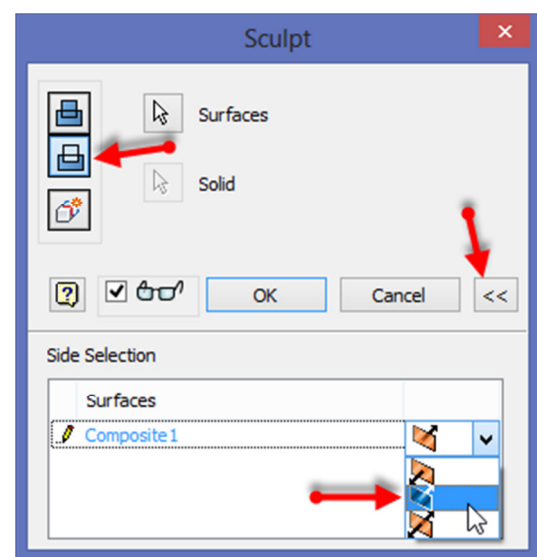 Sculpt
Surfaces
Solid
OK Cancel <<
Side Selection
Surfaces
Composite1